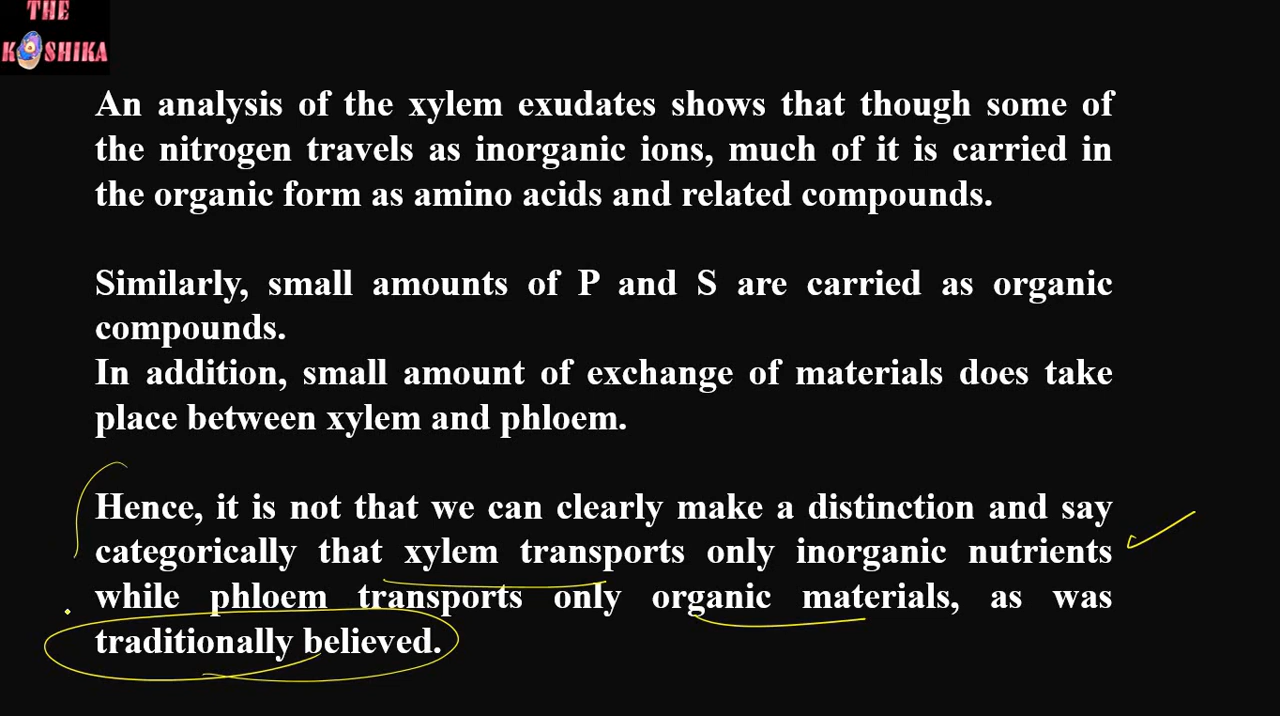 THE
KOSHIKA
An analysis of the xylem exudates shows that though some of
the nitrogen travels as inorganic ions, much of it is carried in
the organic form as amino acids and related compounds.
Similarly, small amounts of P and S are carried as organic
compounds.
In addition, small amount of exchange of materials does take
place between xylem and phloem.
Hence, it is not that we can clearly make a distinction and say
categorically that xylem transports only inorganic nutrients
while phloem transports only organic materials, as was
traditionally believed.